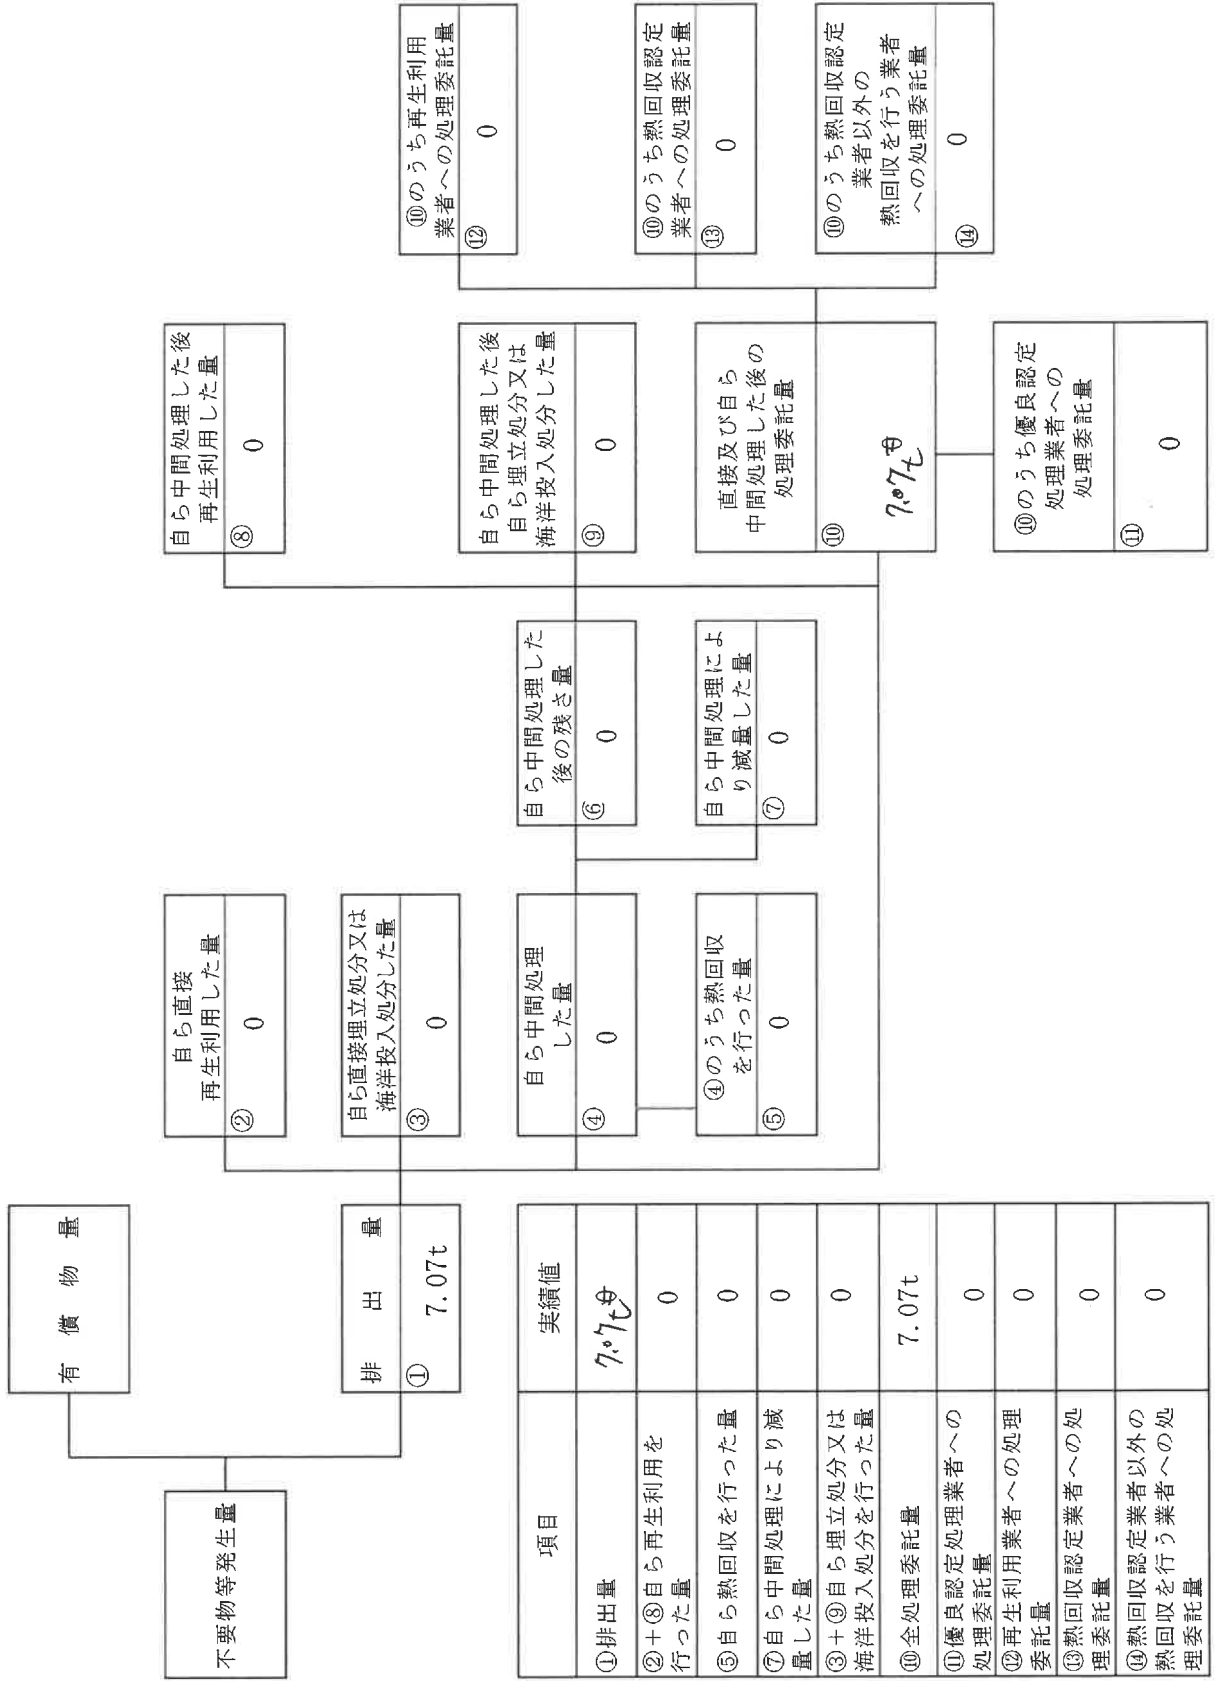 不要物等発生量
有償物量
排出量
① 7.07t
自ら直接
再生利用した量
② 0
自ら直接埋立処分又は
海洋投入処分した量
③ 0
自ら中間処理
した量
④ 0
④のうち熱回収
を行った量
⑤ 0
自ら中間処理した
後の残さ量
⑥ 0
自ら中間処理によ
り減量した量
⑦ 0
自ら中間処理した後
再生利用した量
⑧ 0
自ら中間処理した後
自ら埋立処分又は
海洋投入処分した量
⑨ 0
直接及び自ら
中間処理した後の
処理委託量
⑩ 7.07t
⑩のうち優良認定
処理業者への
処理委託量
⑪ 0
⑩のうち再生利用
業者への処理委託量
⑫ 0
⑩のうち熱回収認定
業者への処理委託量
⑬ 0
⑩のうち熱回収認定
業者以外の
熱回収を行う業者
への処理委託量
⑭ 0
項目 実績値
①排出量 7.07t
②+⑧自ら再生利用を
行った量 0
⑤自ら熱回収を行った量 0
⑦自ら中間処理により減
量した量 0
③+⑨自ら埋立処分又は
海洋投入処分を行った量 0
⑩全処理委託量 7.07t
⑪優良認定処理業者への
処理委託量 0
⑫再生利用業者への処理
委託量 0
⑬熱回収認定業者への処
理委託量 0
⑭熱回収認定業者以外の
熱回収を行う業者への処
理委託量 0